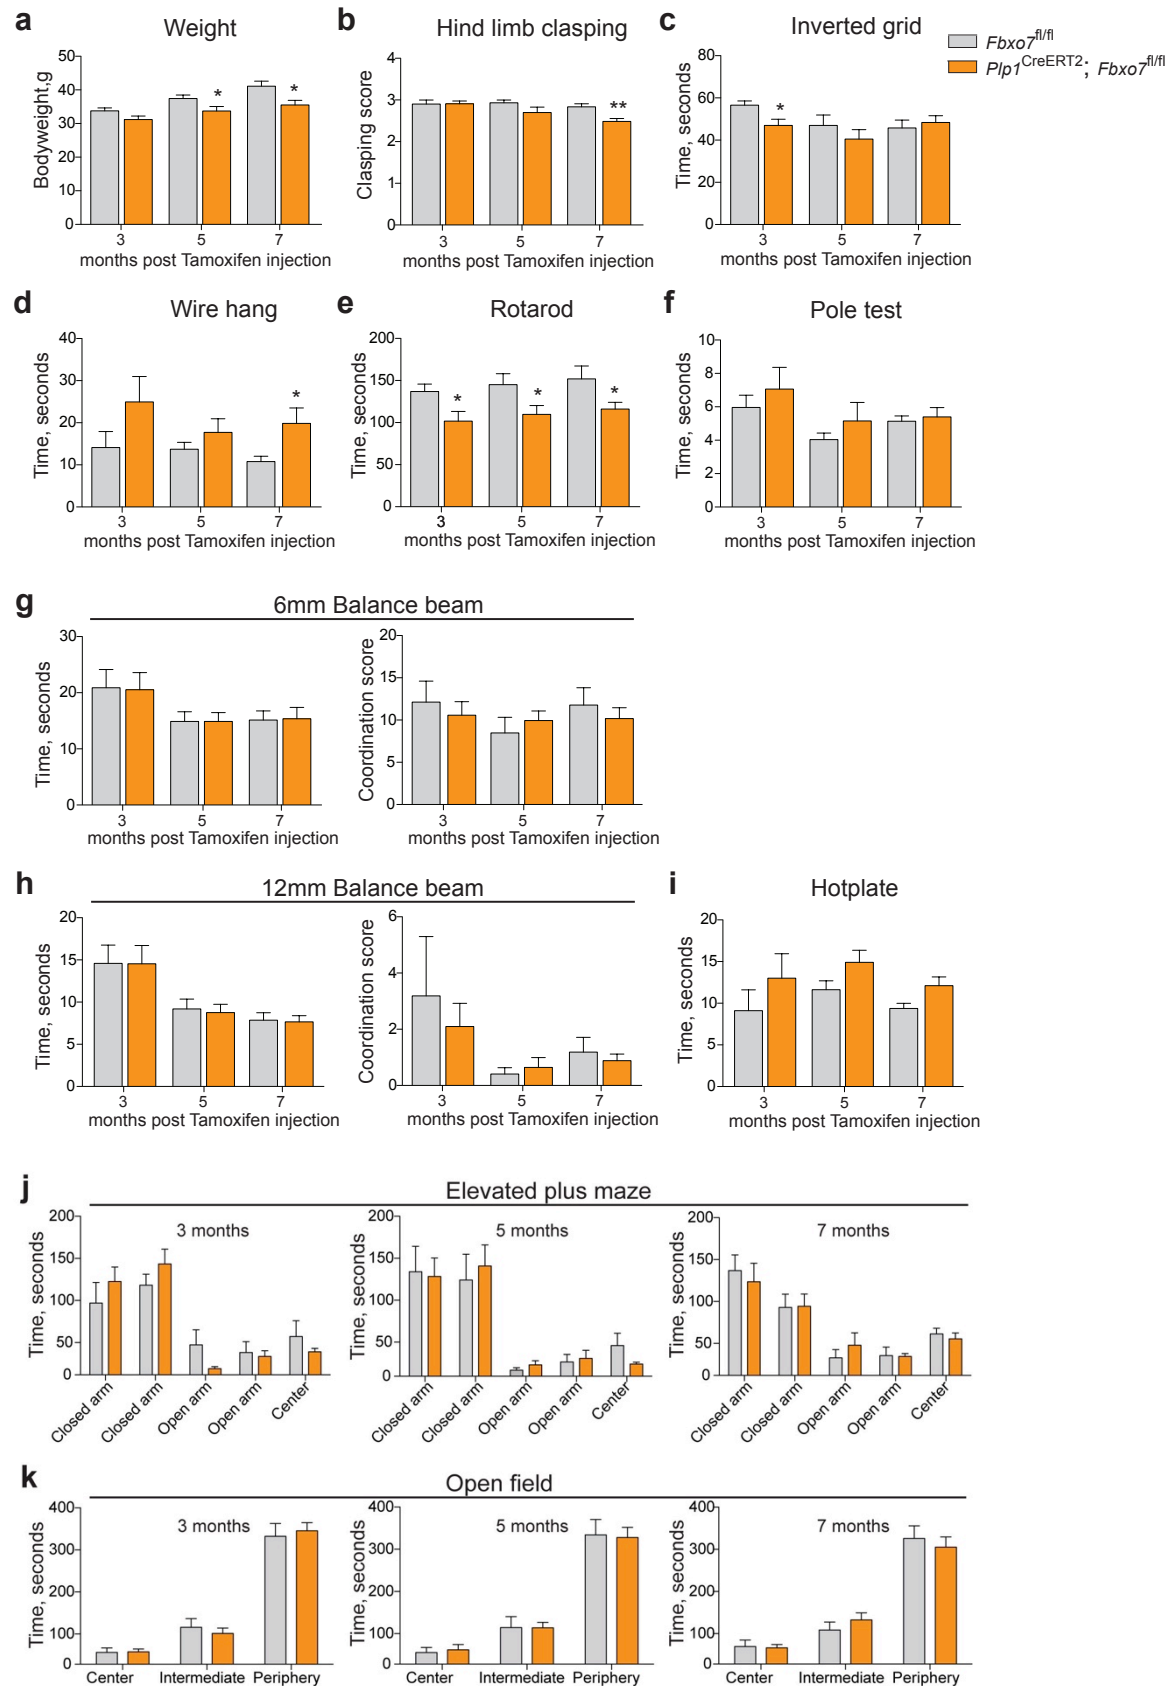 a Weight
Bodyweight,g
50
40
30
20
10
0
* *
3 5 7
months post Tamoxifen injection
b Hind limb clasping
Clasping score
4
3
2
1
0
**
3 5 7
months post Tamoxifen injection
c Inverted grid
Time, seconds
80
60
40
20
0
*
3 5 7
months post Tamoxifen injection
Fbxo7fl/fl
Plp1CreERT2; Fbxo7fl/fl
d Wire hang
Time, seconds
40
30
20
10
0
*
3 5 7
months post Tamoxifen injection
e Rotarod
Time, seconds
200
150
100
50
0
* * *
3 5 7
months post Tamoxifen injection
f Pole test
Time, seconds
10
8
6
4
2
0
3 5 7
months post Tamoxifen injection
g 6mm Balance beam
Time, seconds
30
20
10
0
3 5 7
months post Tamoxifen injection
Coordination score
20
15
10
5
0
3 5 7
months post Tamoxifen injection
h 12mm Balance beam
Time, seconds
20
15
10
5
0
3 5 7
months post Tamoxifen injection
Coordination score
6
4
2
0
3 5 7
months post Tamoxifen injection
i Hotplate
Time, seconds
20
15
10
5
0
3 5 7
months post Tamoxifen injection
j Elevated plus maze
3 months
Time, seconds
200
150
100
50
0
Closed arm Closed arm Open arm Open arm Center
5 months
Time, seconds
200
150
100
50
0
Closed arm Closed arm Open arm Open arm Center
7 months
Time, seconds
200
150
100
50
0
Closed arm Closed arm Open arm Open arm Center
k Open field
3 months
Time, seconds
400
300
200
100
0
Center Intermediate Periphery
5 months
Time, seconds
400
300
200
100
0
Center Intermediate Periphery
7 months
Time, seconds
400
300
200
100
0
Center Intermediate Periphery